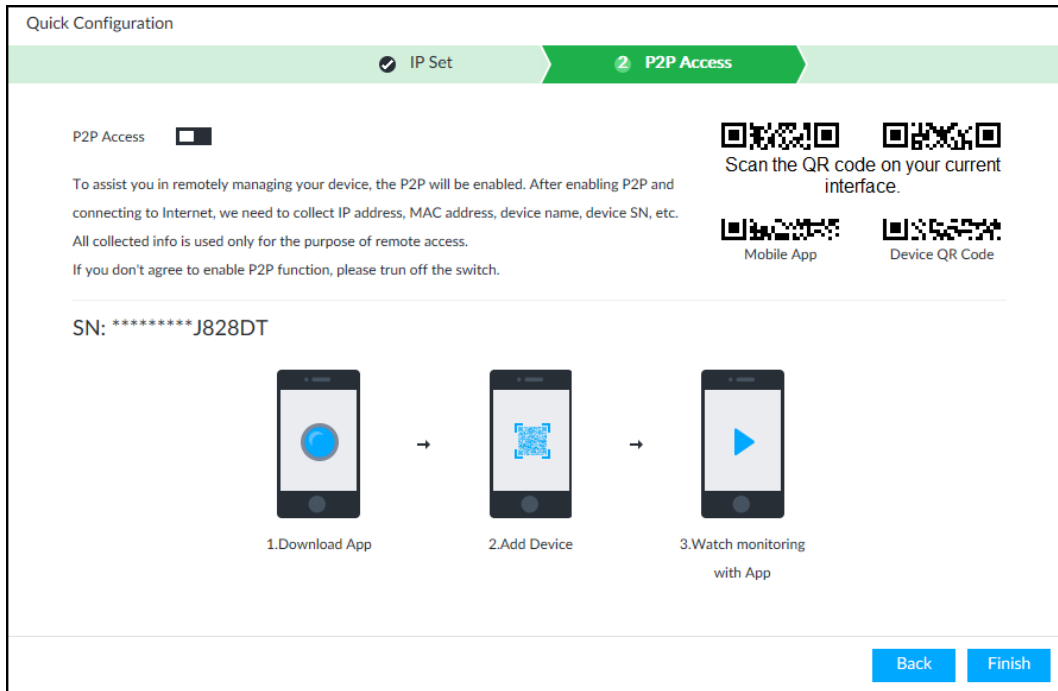 Quick Configuration
IP Set
2 P2P Access
P2P Access
Scan the QR code on your current
interface.
To assist you in remotely managing your device, the P2P will be enabled. After enabling P2P and
connecting to Internet, we need to collect IP address, MAC address, device name, device SN, etc.
All collected info is used only for the purpose of remote access.
If you don't agree to enable P2P function, please trun off the switch.
Mobile App
Device QR Code
SN: *********J828DT
1.Download App
2.Add Device
3.Watch monitoring
with App
Back
Finish